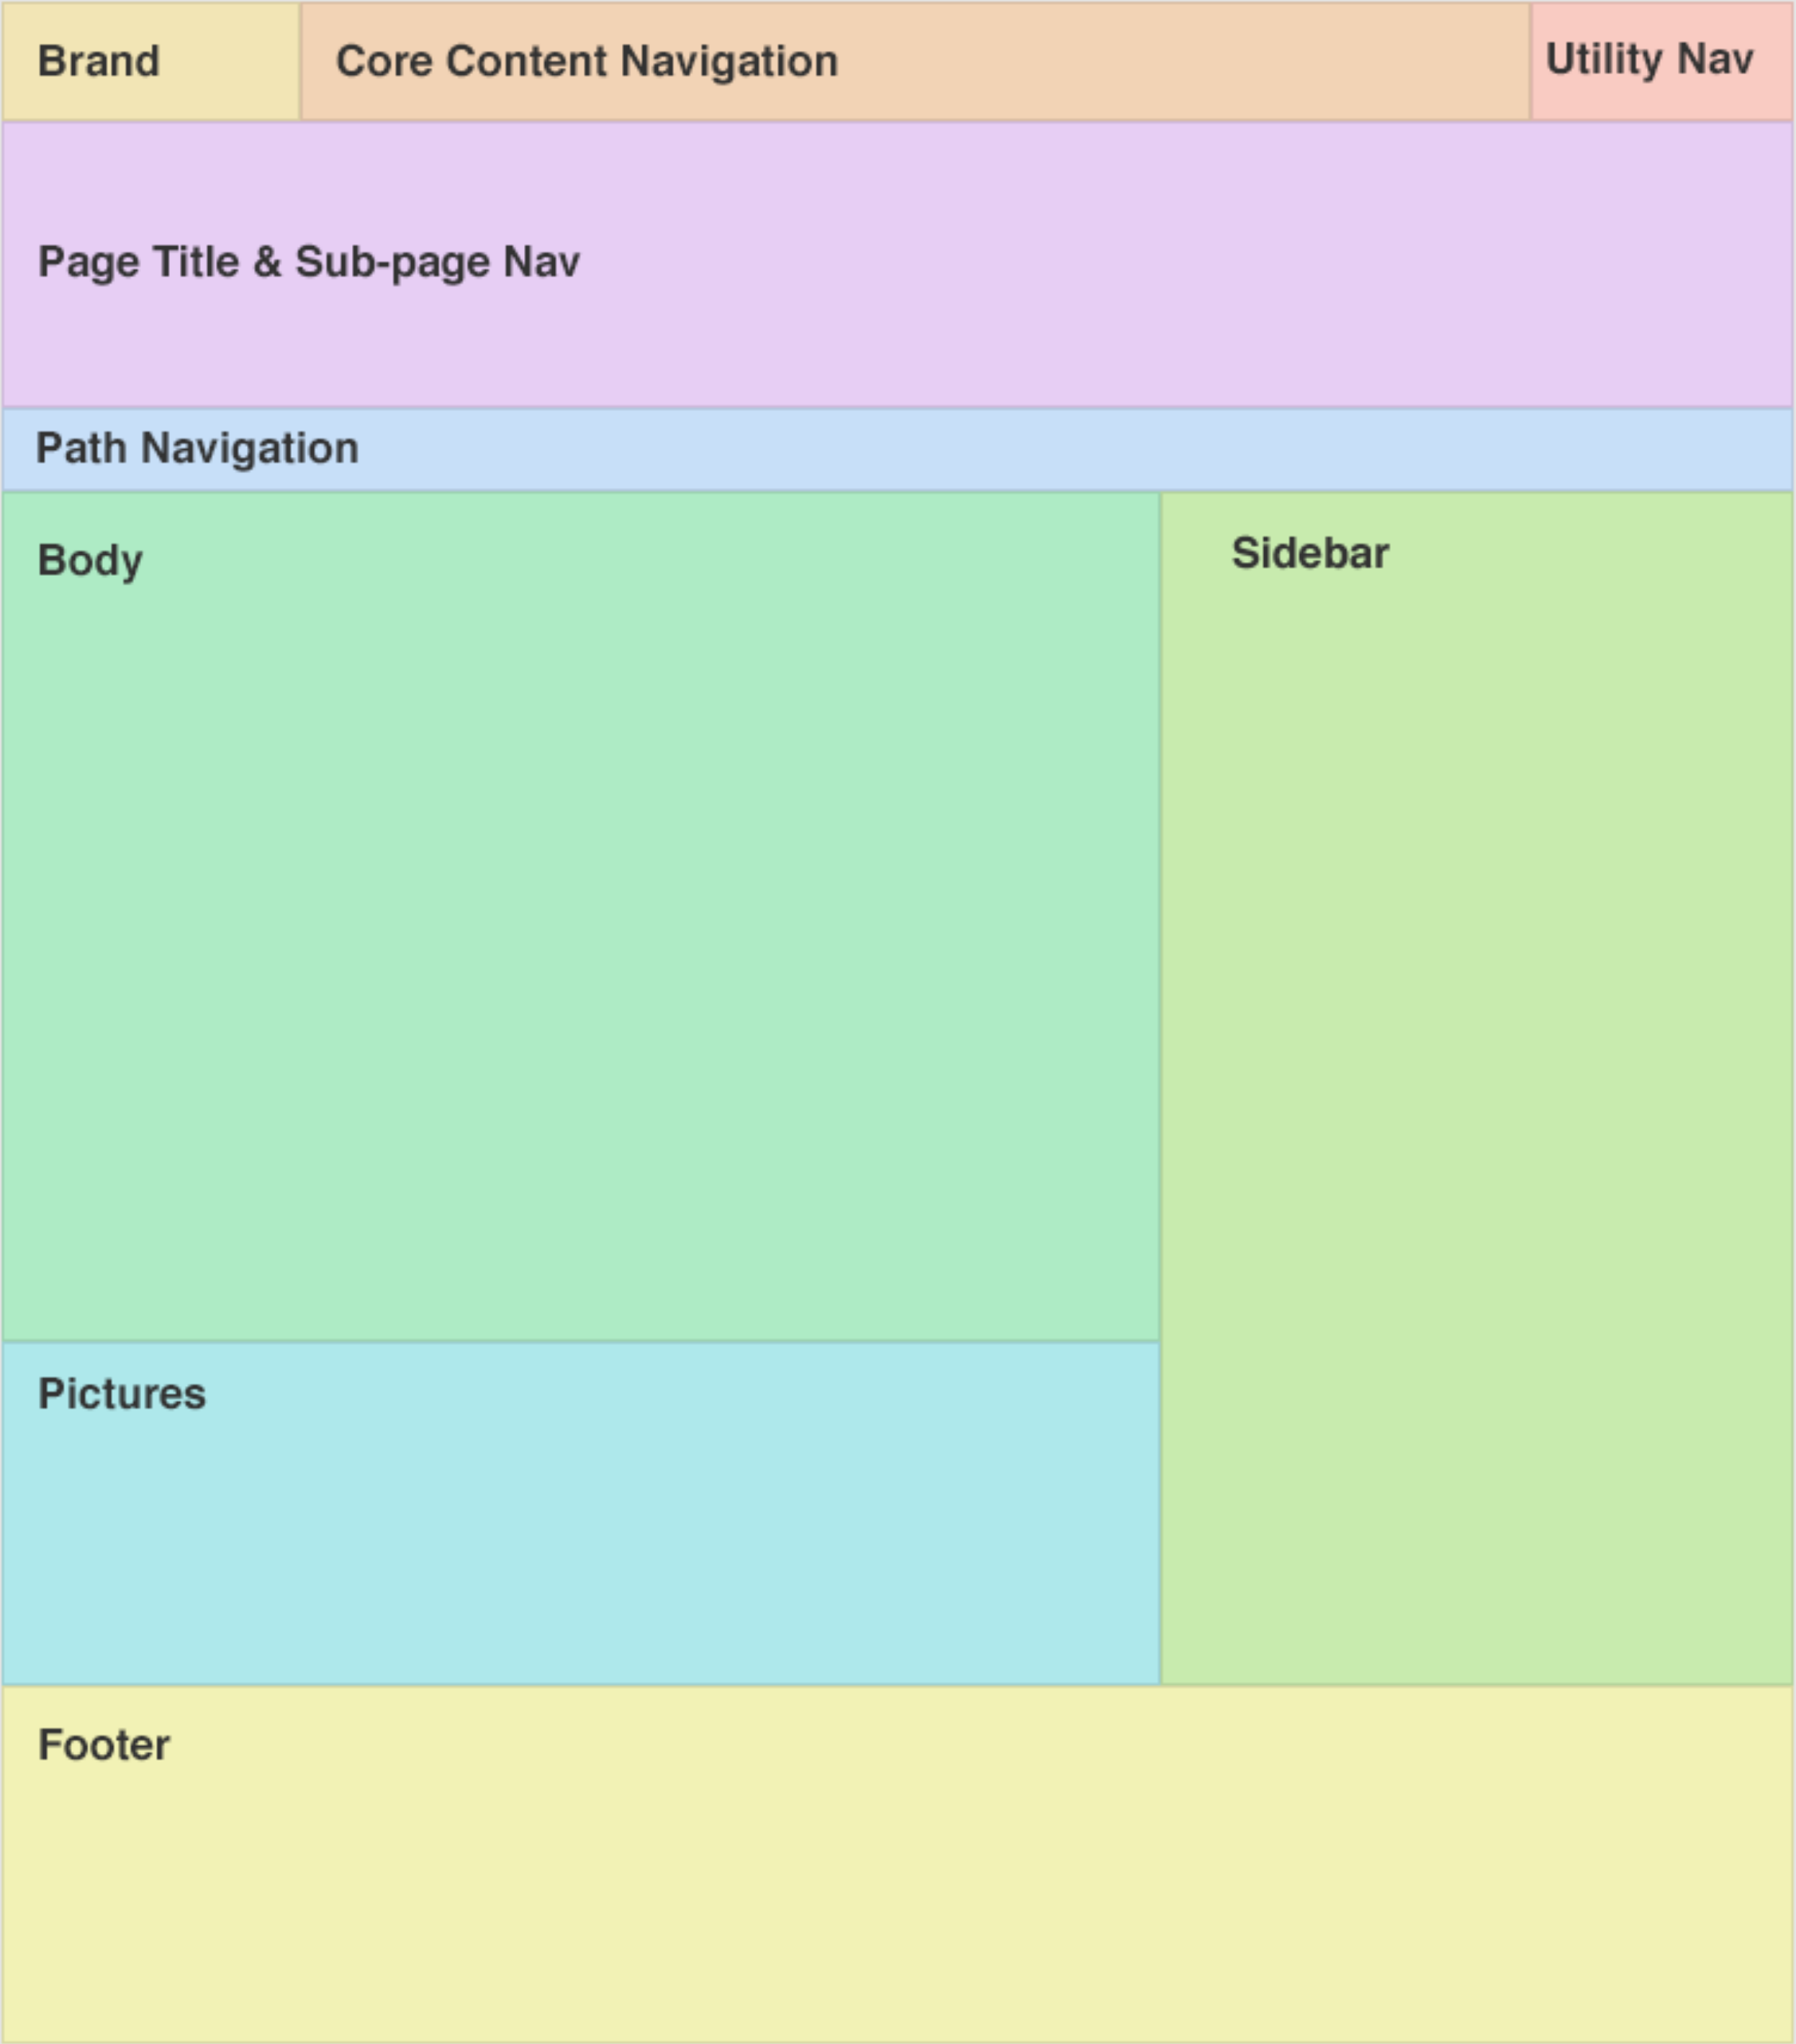 Brand
Core Content Navigation
Utility Nav
Page Title & Sub-page Nav
Path Navigation
Body
Sidebar
Pictures
Footer